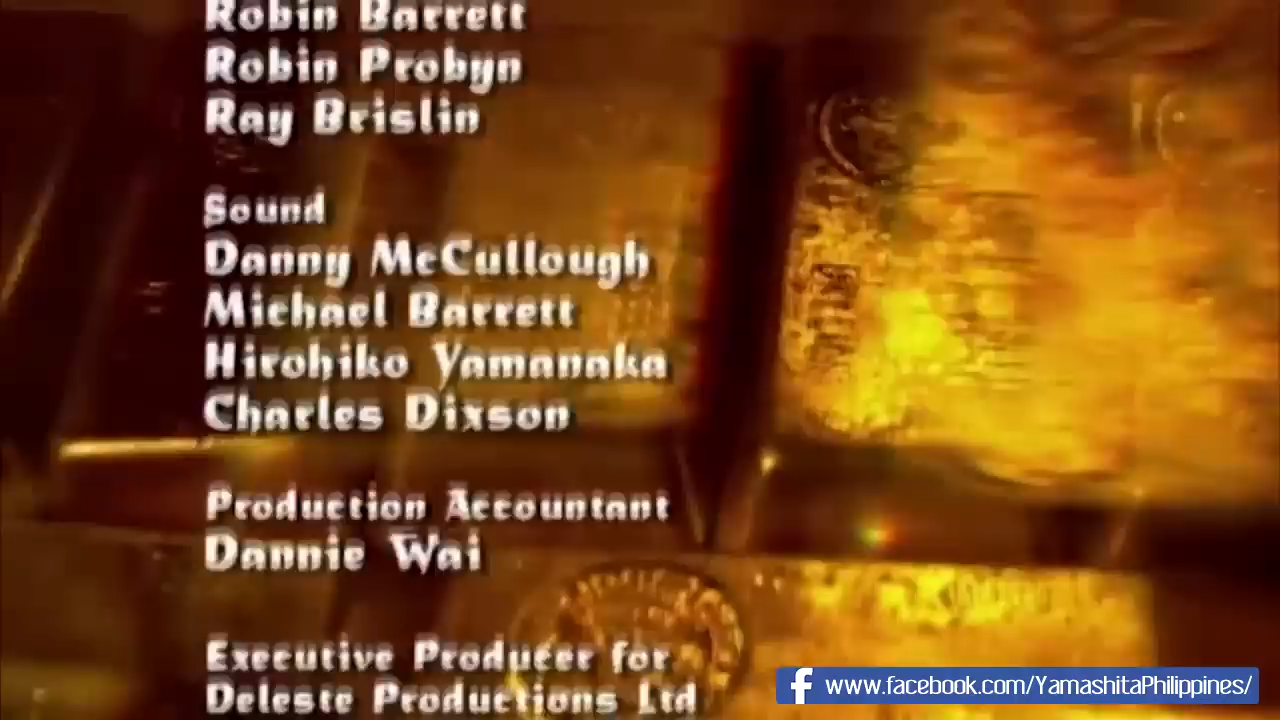 Robin Barrett
Robin Probyn
Ray Brislin
Sound
Danny McCullough
Michael Barrett
Hirohiko Yamanaka
Charles Dixson
Production Accountant
Dannie Wai
Executive Producer for
Deleste Productions Ltd
www.facebook.com/YamashitaPhilippines/